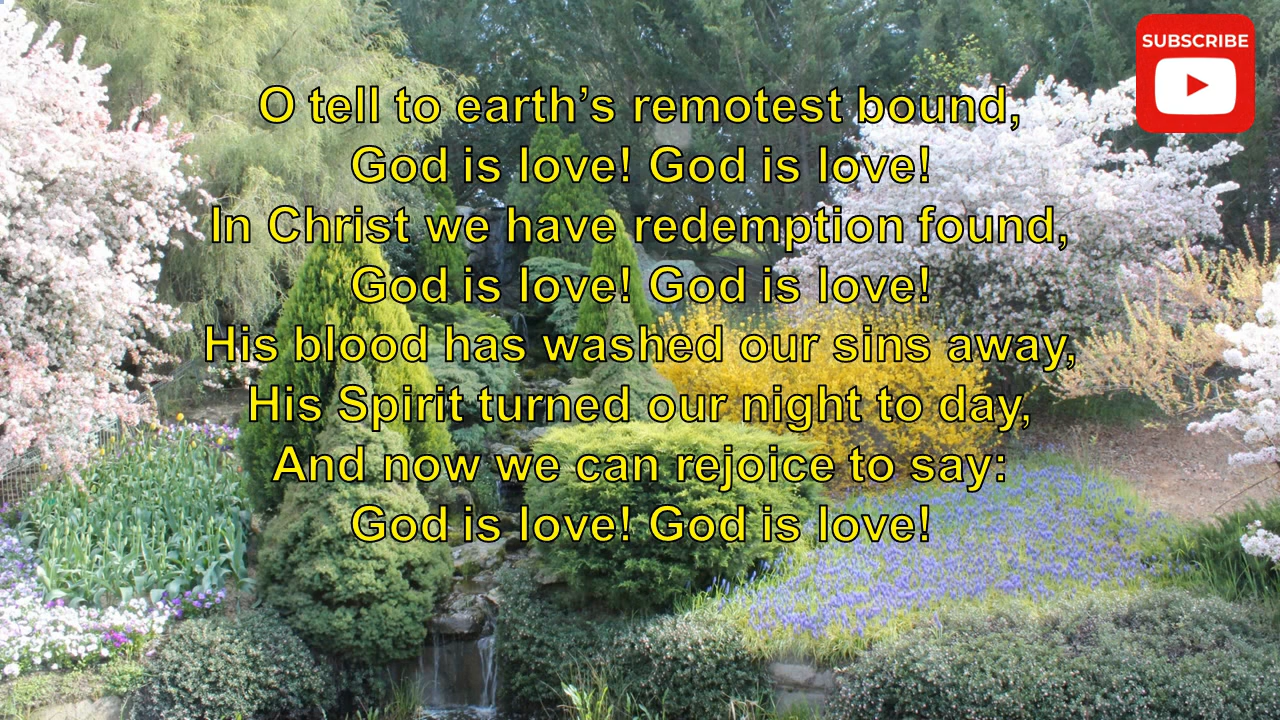 SUBSCRIBE
O tell to earth’s remotest bound,
God is love! God is love!
In Christ we have redemption found,
God is love! God is love!
His blood has washed our sins away,
His Spirit turned our night to day,
And now we can rejoice to say:
God is love! God is love!